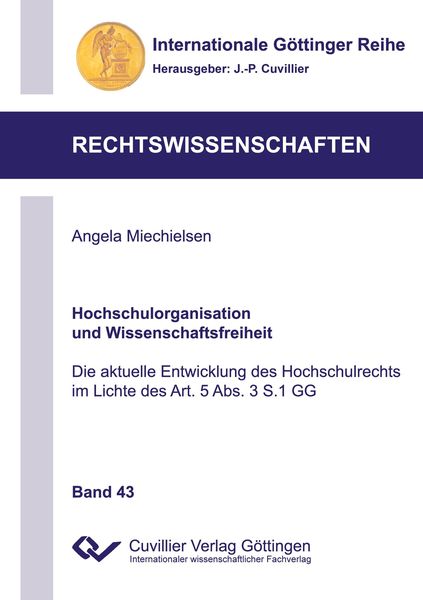 Internationale Göttinger Reihe
Herausgeber: J.-P. Cuvillier
RECHTSWISSENSCHAFTEN
Angela Miechielsen
Hochschulorganisation
und Wissenschaftsfreiheit
Die aktuelle Entwicklung des Hochschulrechts
im Lichte des Art. 5 Abs. 3 S.1 GG
Band 43
Cuvillier Verlag Göttingen
Internationaler wissenschaftlicher Fachverlag